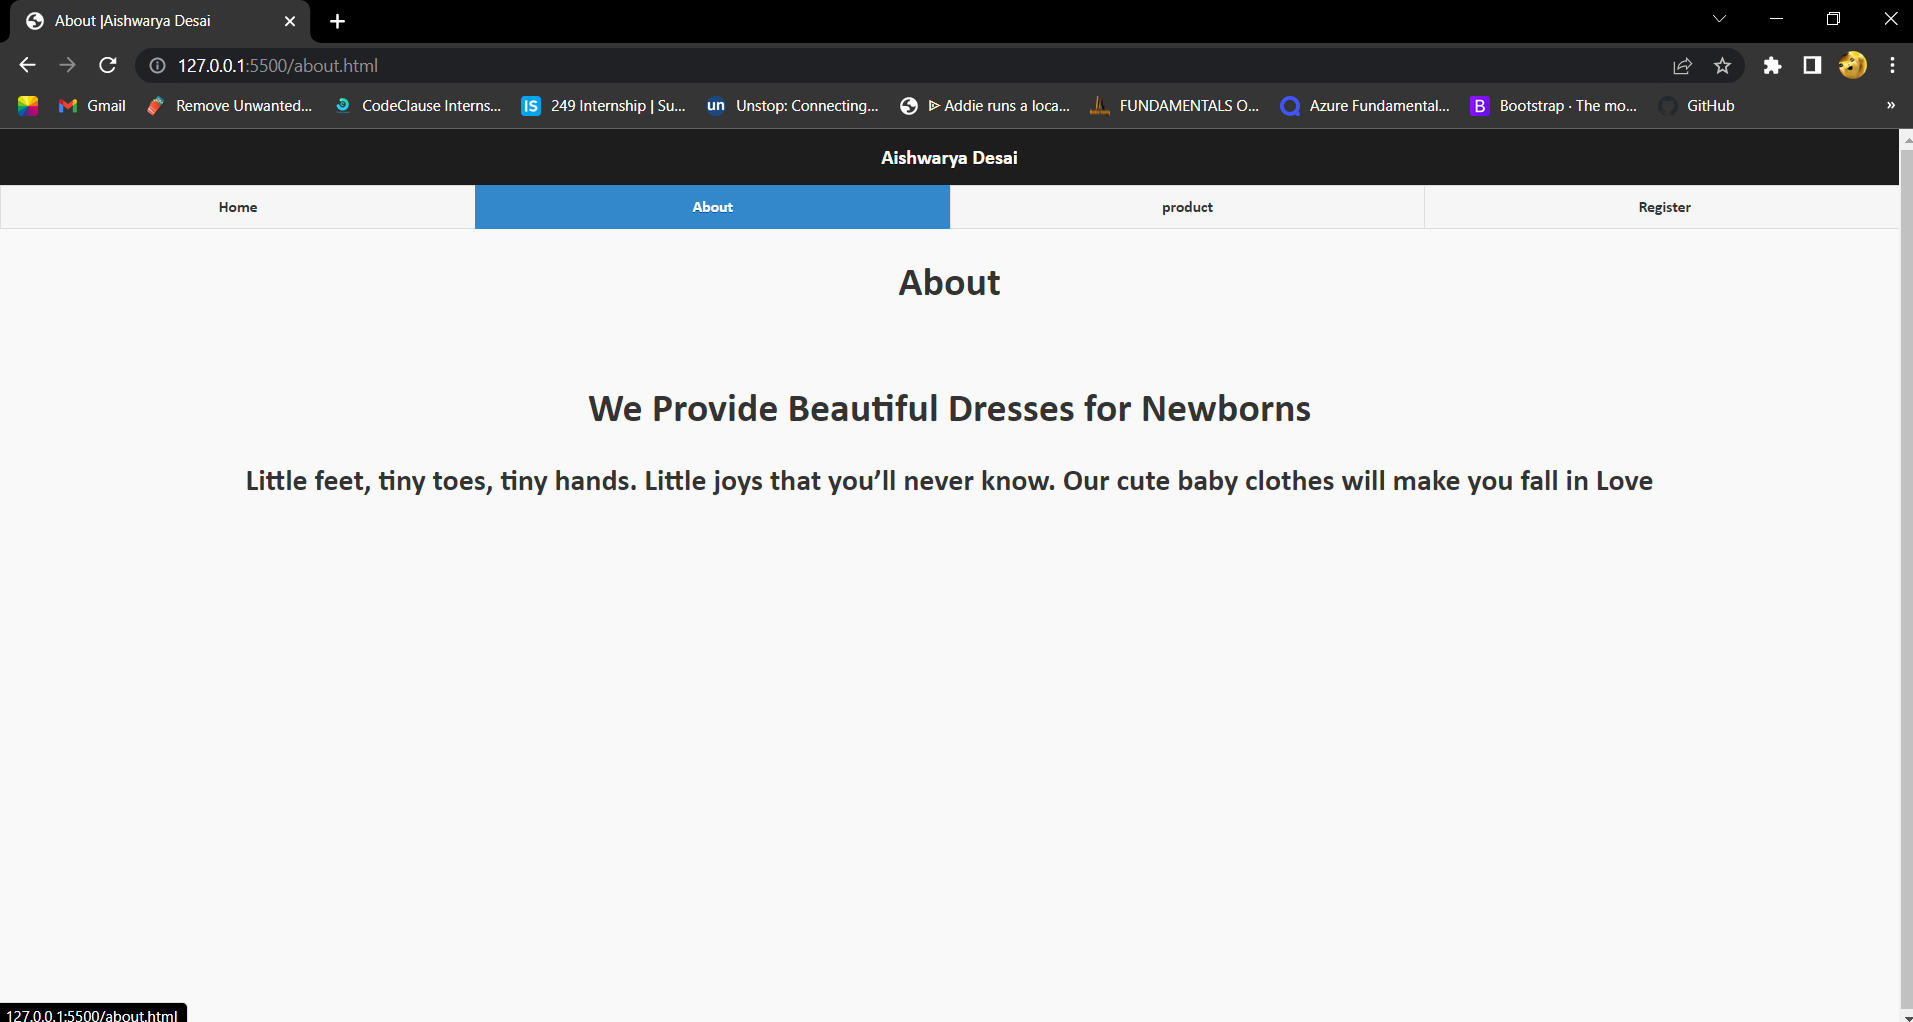 About |Aishwarya Desai
127.0.0.1:5500/about.html
Gmail Remove Unwanted... CodeClause Interns... IS 249 Internship | Su... un Unstop: Connecting... ᐅ Addie runs a loca... FUNDAMENTALS O... Azure Fundamental... B Bootstrap · The mo... GitHub »
Aishwarya Desai
Home About product Register
About
We Provide Beautiful Dresses for Newborns
Little feet, tiny toes, tiny hands. Little joys that you’ll never know. Our cute baby clothes will make you fall in Love
127.0.0.1:5500/about.html